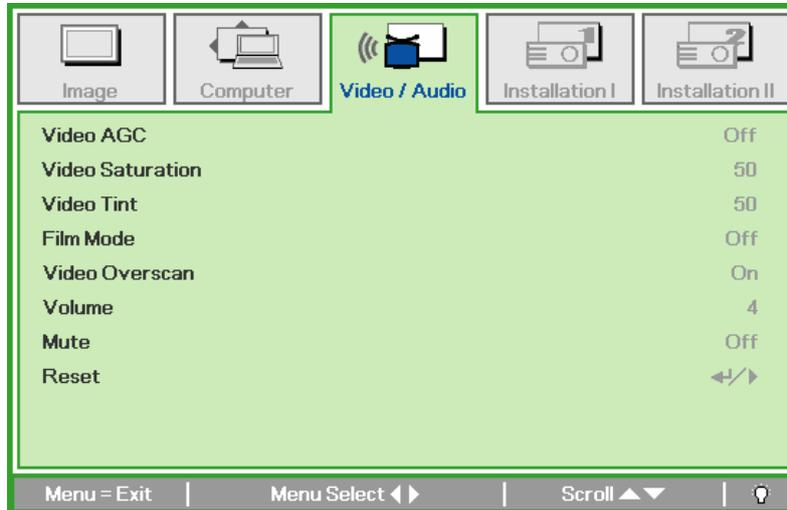 Image Computer Video / Audio Installation I Installation II
Video AGC Off
Video Saturation 50
Video Tint 50
Film Mode Off
Video Overscan On
Volume 4
Mute Off
Reset ↵/▶
Menu = Exit | Menu Select ◀▶ | Scroll ▲▼ |